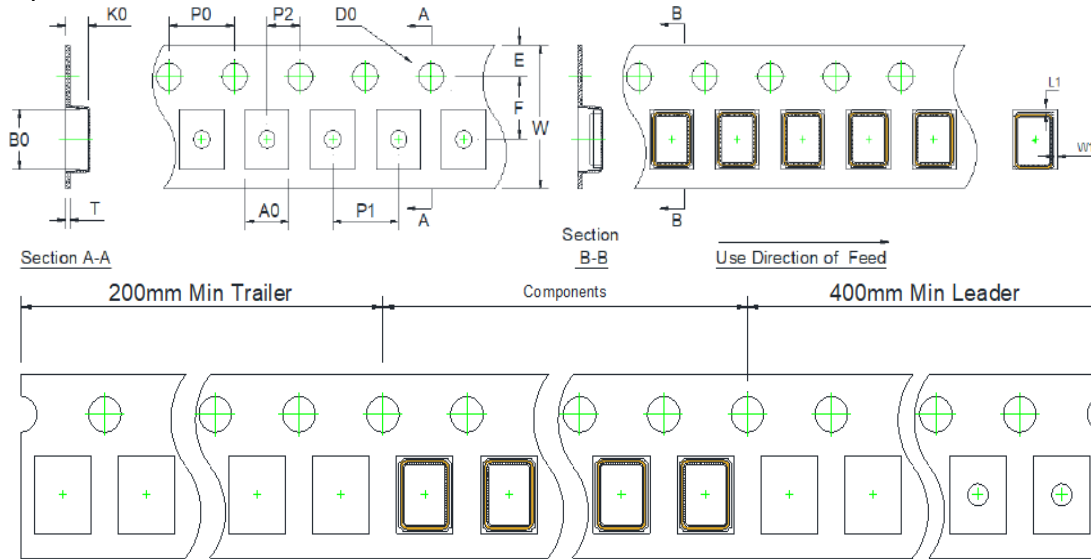 K0 P0 P2 D0 A B
E
F
W
B0
L1
W1
T A0 P1 A B
Section A-A
Section
B-B
Use Direction of Feed
200mm Min Trailer Components 400mm Min Leader